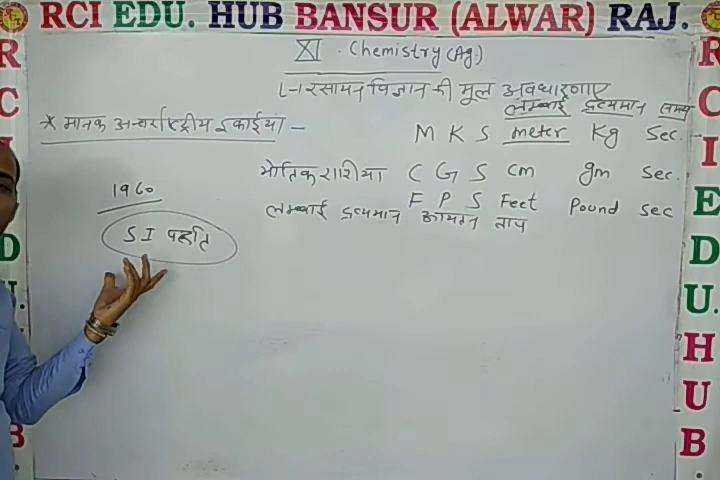 RCI EDU. HUB BANSUR (ALWAR) RAJ.
XI . Chemistry (Ag)
L-1 रसायन विज्ञान की मूल अवधारणाए
लम्बाई द्रव्यमान समय
* मानक अन्तर्राष्ट्रीय इकाईयां -
M K S meter Kg Sec.
भौतिक राशियां C G S Cm gm Sec.
1960
F P S Feet Pound Sec
लम्बाई द्रव्यमान आयतन ताप
SI पद्धति
R
C
D
U.
B
R
C
I
E
D
U.
H
U
B